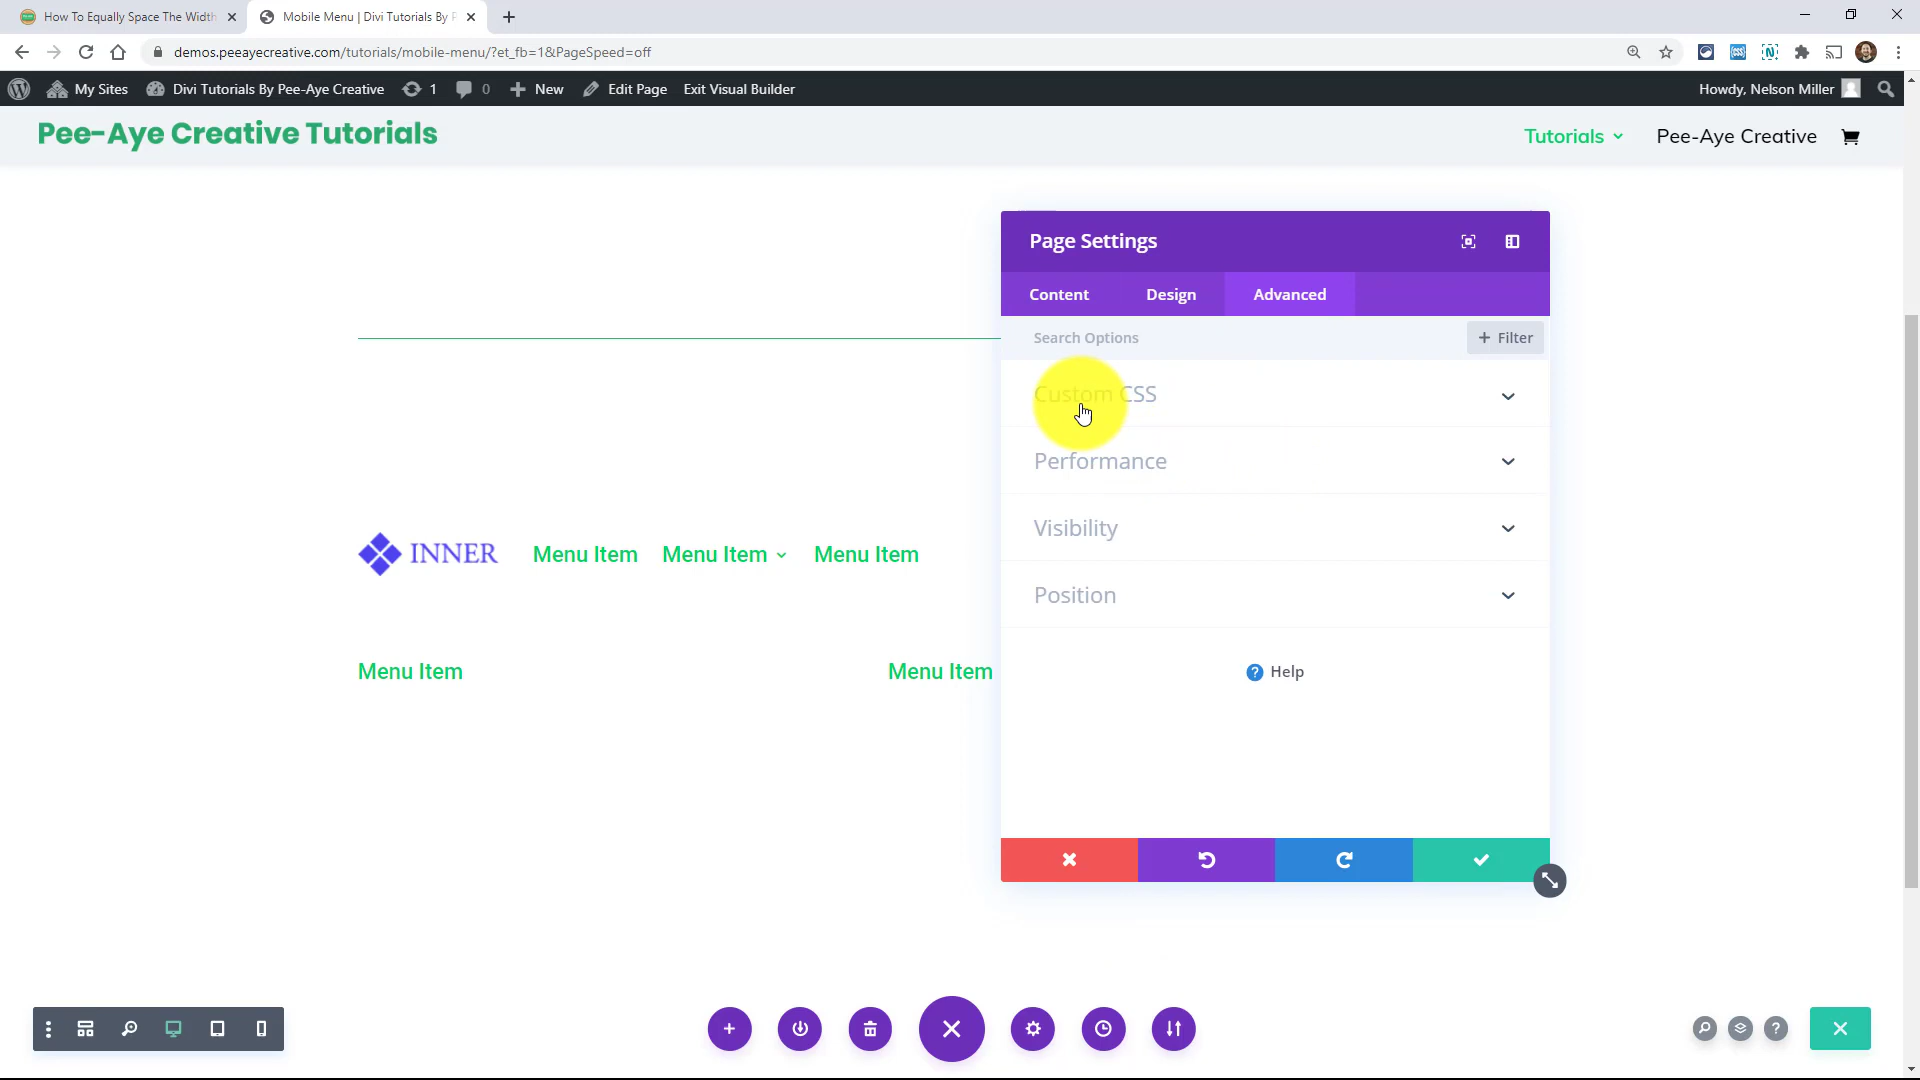 How To Equally Space The Width
Mobile Menu | Divi Tutorials By P
demos.peeayecreative.com/tutorials/mobile-menu/?et_fb=1&PageSpeed=off
My Sites
Divi Tutorials By Pee-Aye Creative
1
0
New
Edit Page
Exit Visual Builder
Howdy, Nelson Miller
Pee-Aye Creative Tutorials
Tutorials
Pee-Aye Creative
Page Settings
Content
Design
Advanced
Search Options
+ Filter
Custom CSS
Performance
Visibility
Position
INNER
Menu Item
Menu Item
Menu Item
Menu Item
Menu Item
? Help